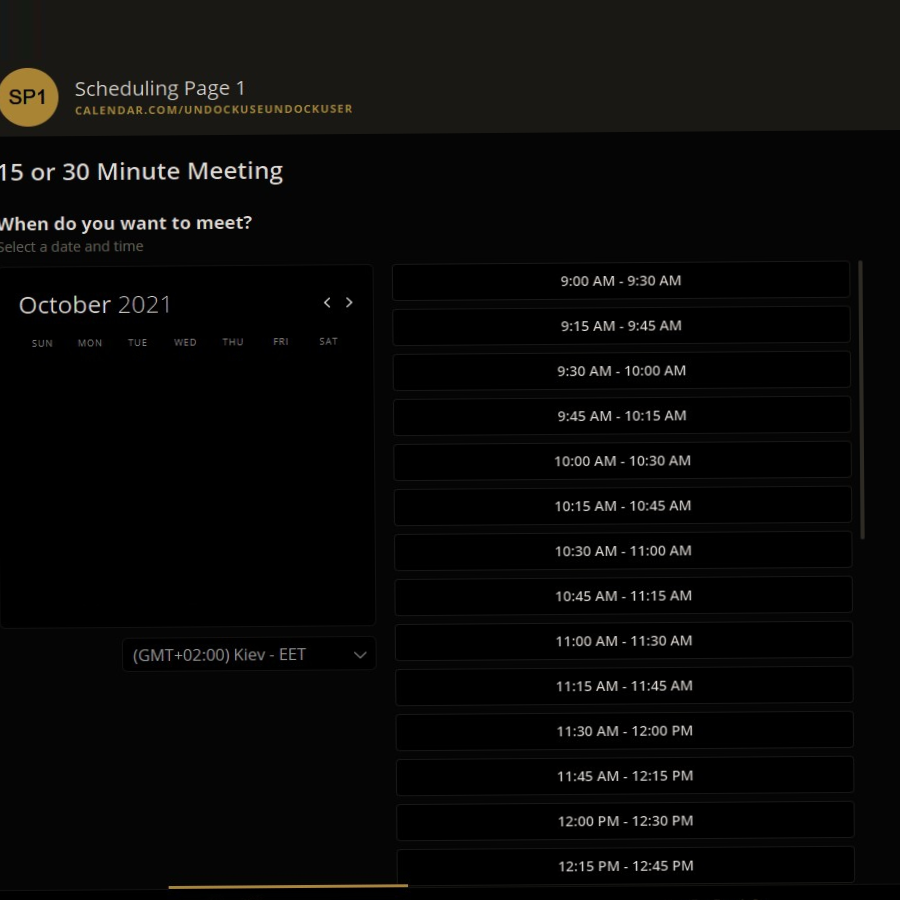 SP1
Scheduling Page 1
CALENDAR.COM/UNDOCKUSEUNDOCKUSER
15 or 30 Minute Meeting
When do you want to meet?
Select a date and time
October 2021
SUN MON TUE WED THU FRI SAT
(GMT+02:00) Kiev - EET
9:00 AM - 9:30 AM
9:15 AM - 9:45 AM
9:30 AM - 10:00 AM
9:45 AM - 10:15 AM
10:00 AM - 10:30 AM
10:15 AM - 10:45 AM
10:30 AM - 11:00 AM
10:45 AM - 11:15 AM
11:00 AM - 11:30 AM
11:15 AM - 11:45 AM
11:30 AM - 12:00 PM
11:45 AM - 12:15 PM
12:00 PM - 12:30 PM
12:15 PM - 12:45 PM